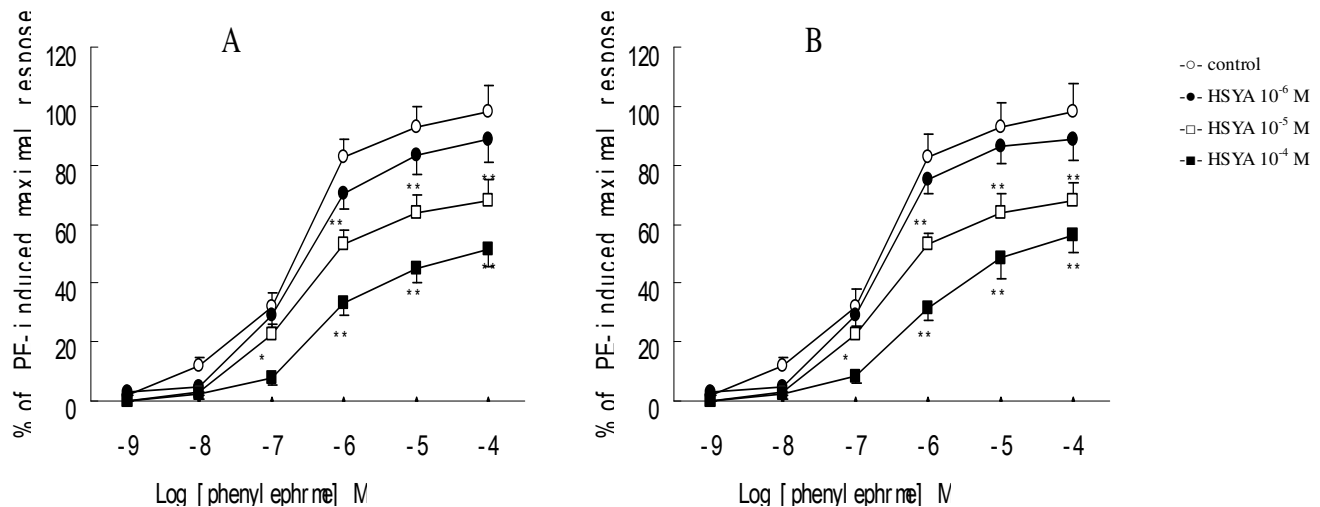 A
B
% of PE-induced maximal respose
120
100
80
60
40
20
0
** ** ** ** ** ** *
-9 -8 -7 -6 -5 -4
Log [phenylephrine] M
% of PE-induced maximal respose
120
100
80
60
40
20
0
** ** ** ** ** ** *
-9 -8 -7 -6 -5 -4
Log [phenylephrine] M
-○- control
-●- HSYA 10⁻⁶ M
-□- HSYA 10⁻⁵ M
-■- HSYA 10⁻⁴ M